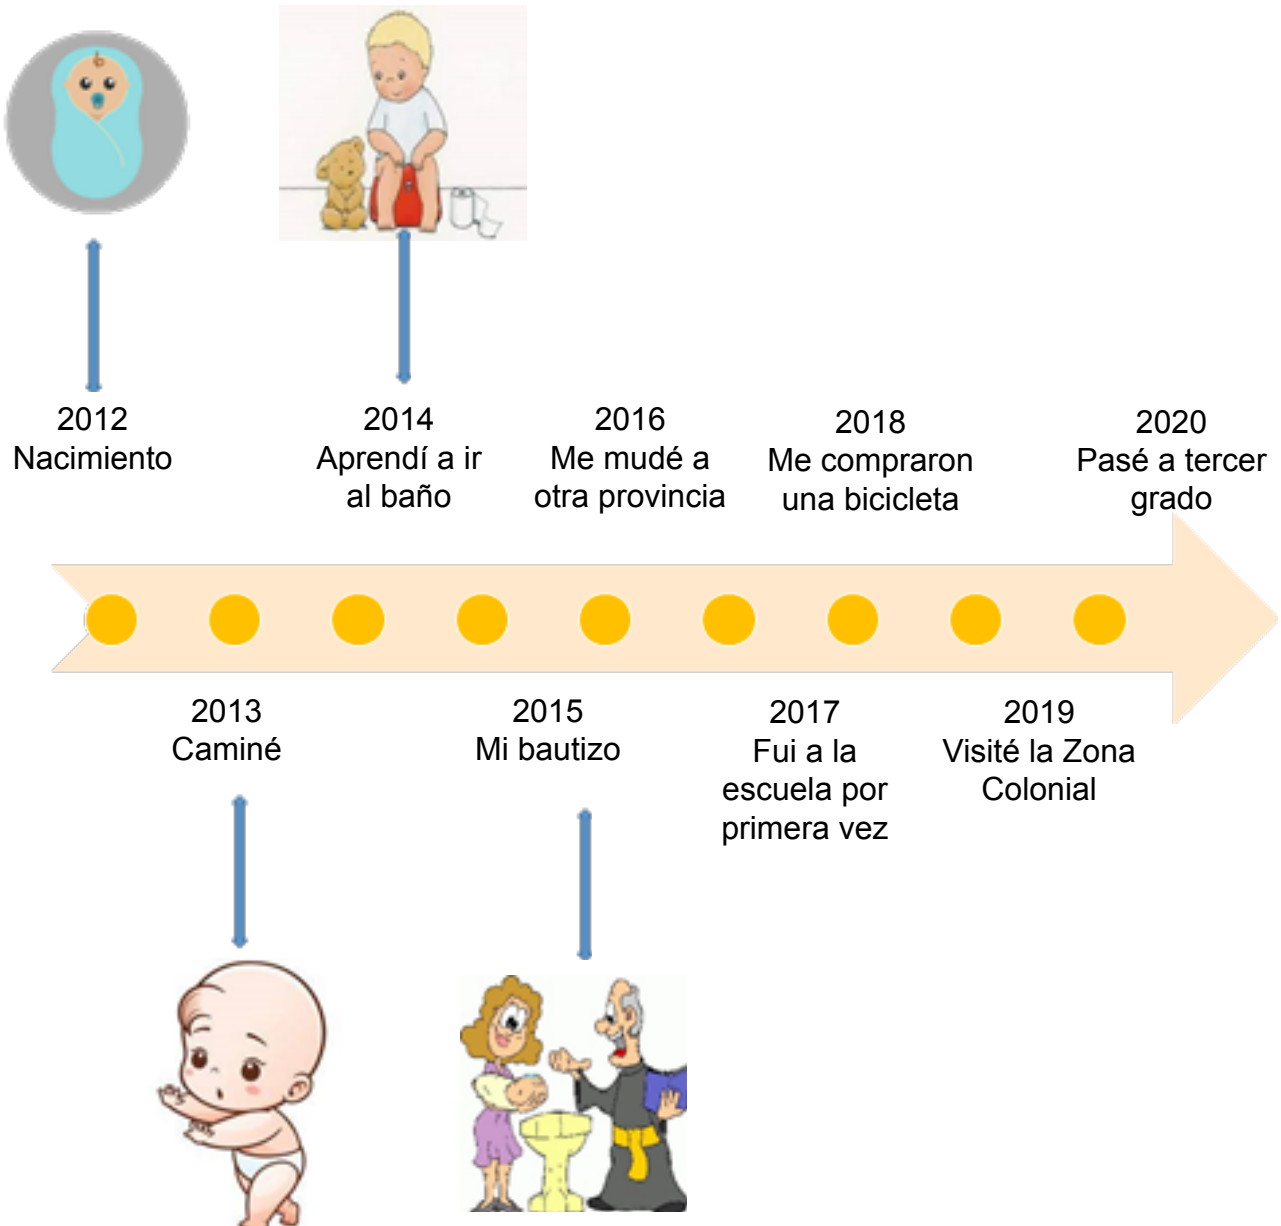 2012
Nacimiento
2014
Aprendí a ir
al baño
2016
Me mudé a
otra provincia
2018
Me compraron
una bicicleta
2020
Pasé a tercer
grado
2013
Caminé
2015
Mi bautizo
2017
Fui a la
escuela por
primera vez
2019
Visité la Zona
Colonial